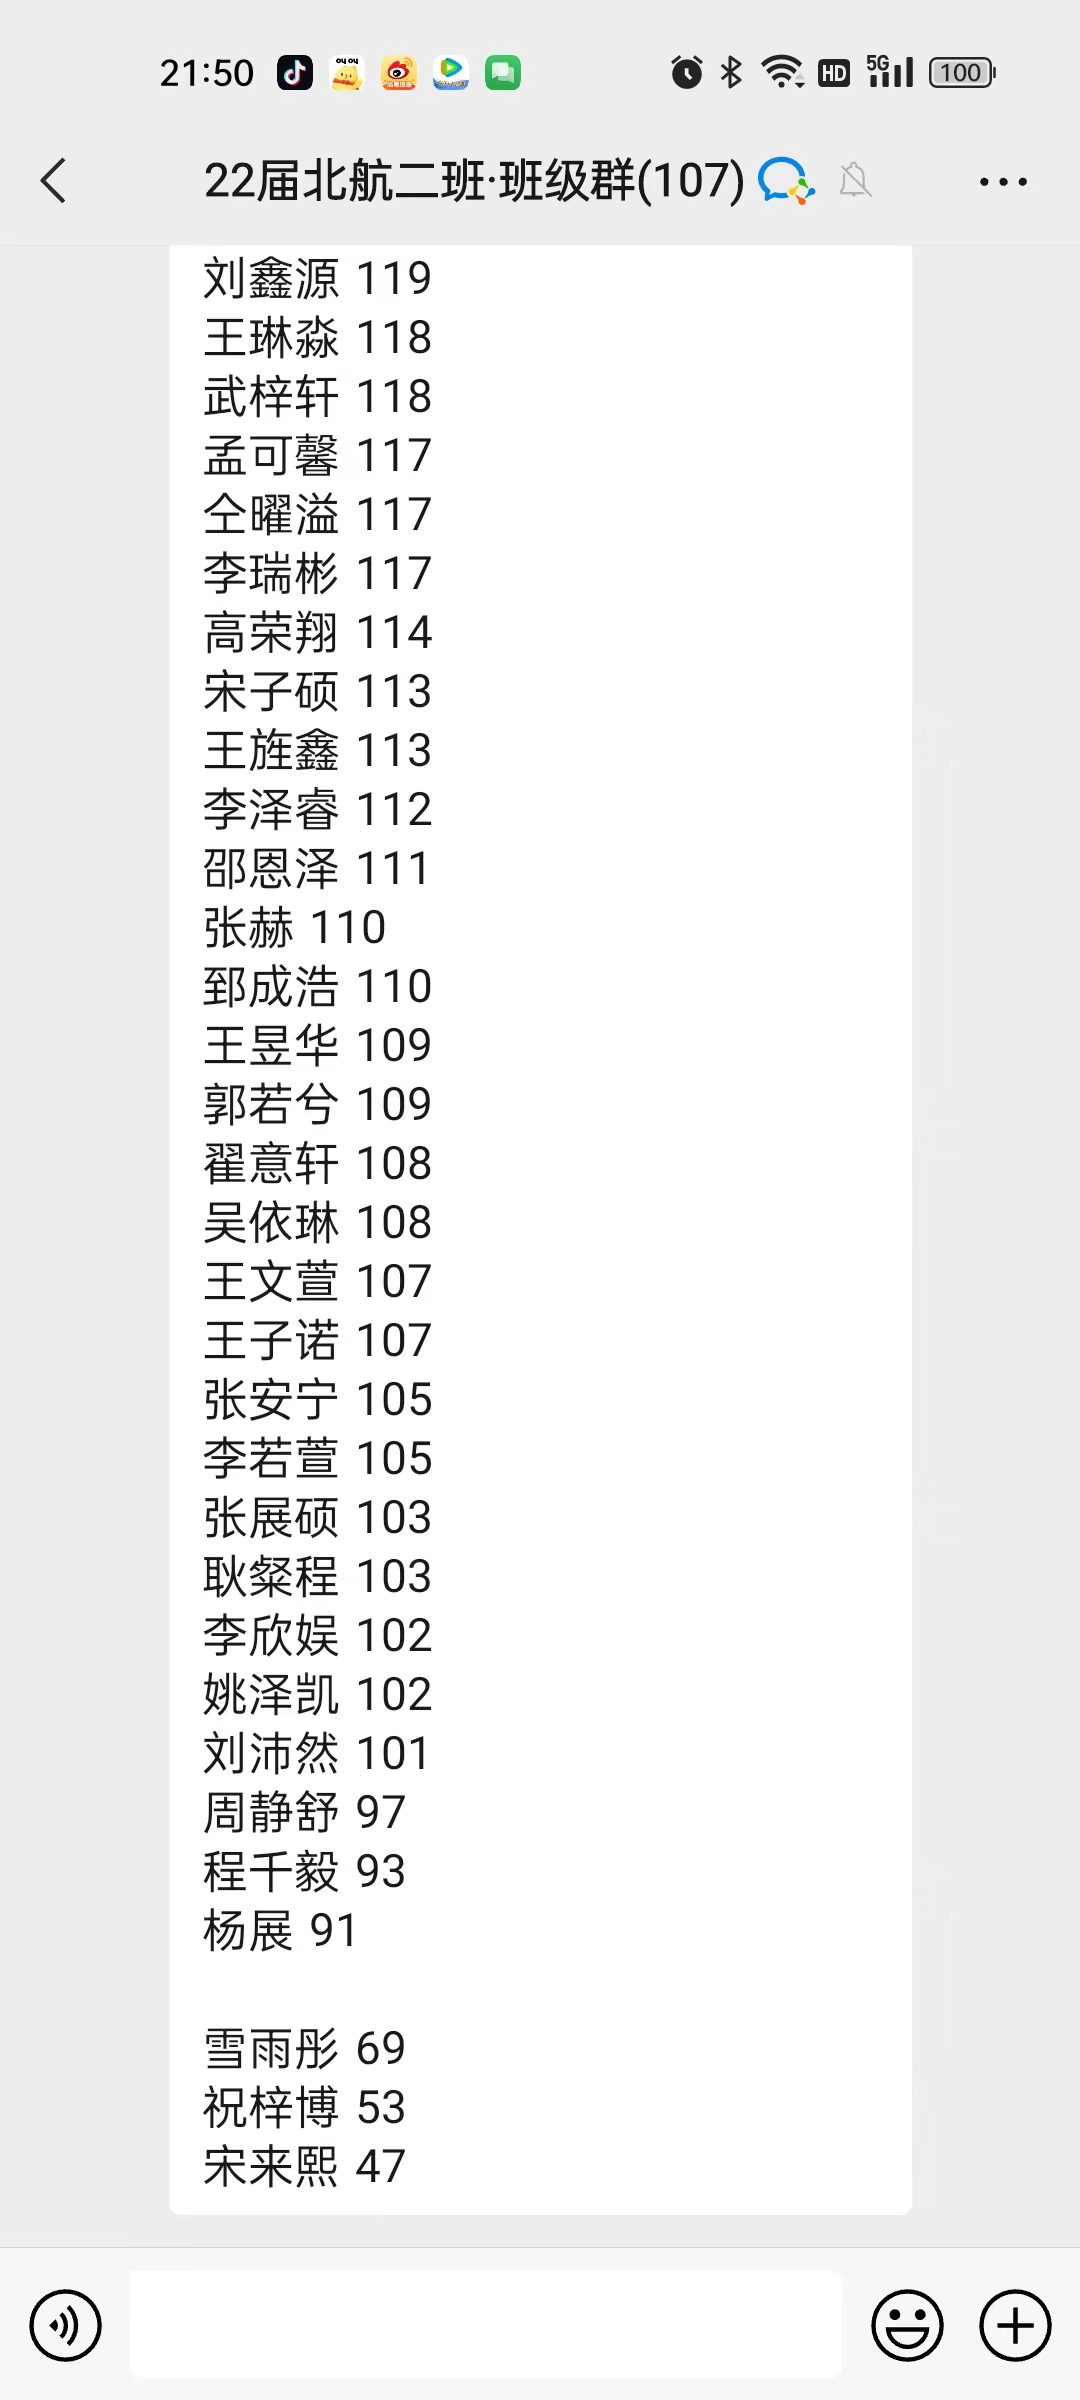 21:50
HD
5G
100
22届北航二班·班级群(107)
刘鑫源 119
王琳淼 118
武梓轩 118
孟可馨 117
仝曜溢 117
李瑞彬 117
高荣翔 114
宋子硕 113
王旌鑫 113
李泽睿 112
邵恩泽 111
张赫 110
郅成浩 110
王昱华 109
郭若兮 109
翟意轩 108
吴依琳 108
王文萱 107
王子诺 107
张安宁 105
李若萱 105
张展硕 103
耿粲程 103
李欣娱 102
姚泽凯 102
刘沛然 101
周静舒 97
程千毅 93
杨展 91
雪雨彤 69
祝梓博 53
宋来熙 47